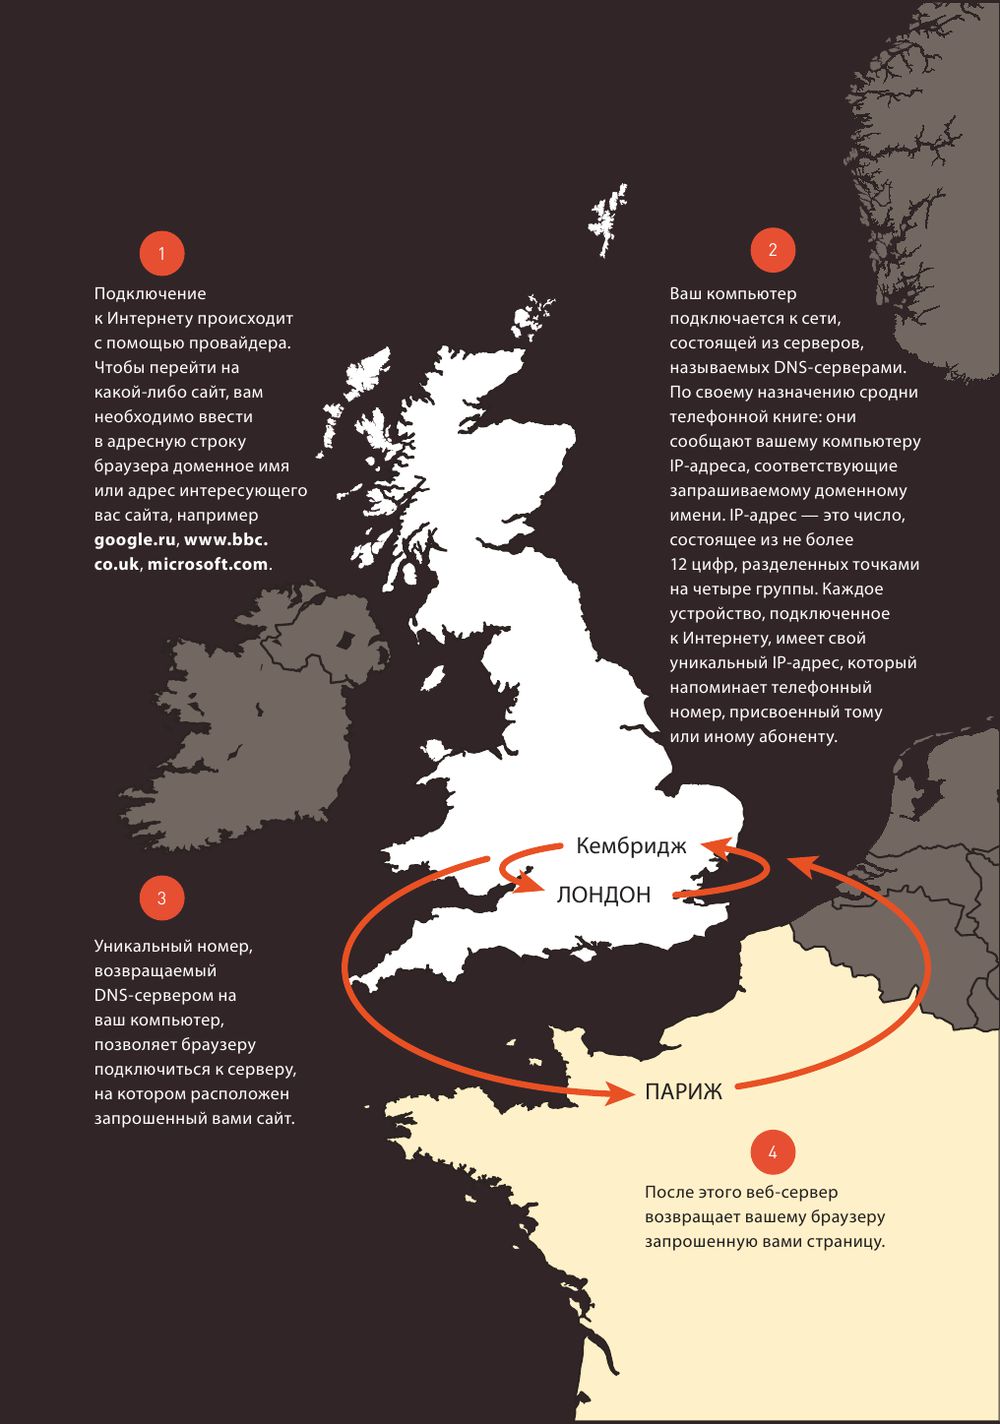 1
Подключение
к Интернету происходит
с помощью провайдера.
Чтобы перейти на
какой-либо сайт, вам
необходимо ввести
в адресную строку
браузера доменное имя
или адрес интересующего
вас сайта, например
google.ru, www.bbc.
co.uk, microsoft.com.
2
Ваш компьютер
подключается к сети,
состоящей из серверов,
называемых DNS-серверами.
По своему назначению сродни
телефонной книге: они
сообщают вашему компьютеру
IP-адреса, соответствующие
запрашиваемому доменному
имени. IP-адрес — это число,
состоящее из не более
12 цифр, разделенных точками
на четыре группы. Каждое
устройство, подключенное
к Интернету, имеет свой
уникальный IP-адрес, который
напоминает телефонный
номер, присвоенный тому
или иному абоненту.
Кембридж
ЛОНДОН
3
Уникальный номер,
возвращаемый
DNS-сервером на
ваш компьютер,
позволяет браузеру
подключиться к серверу,
на котором расположен
запрошенный вами сайт.
ПАРИЖ
4
После этого веб-сервер
возвращает вашему браузеру
запрошенную вами страницу.